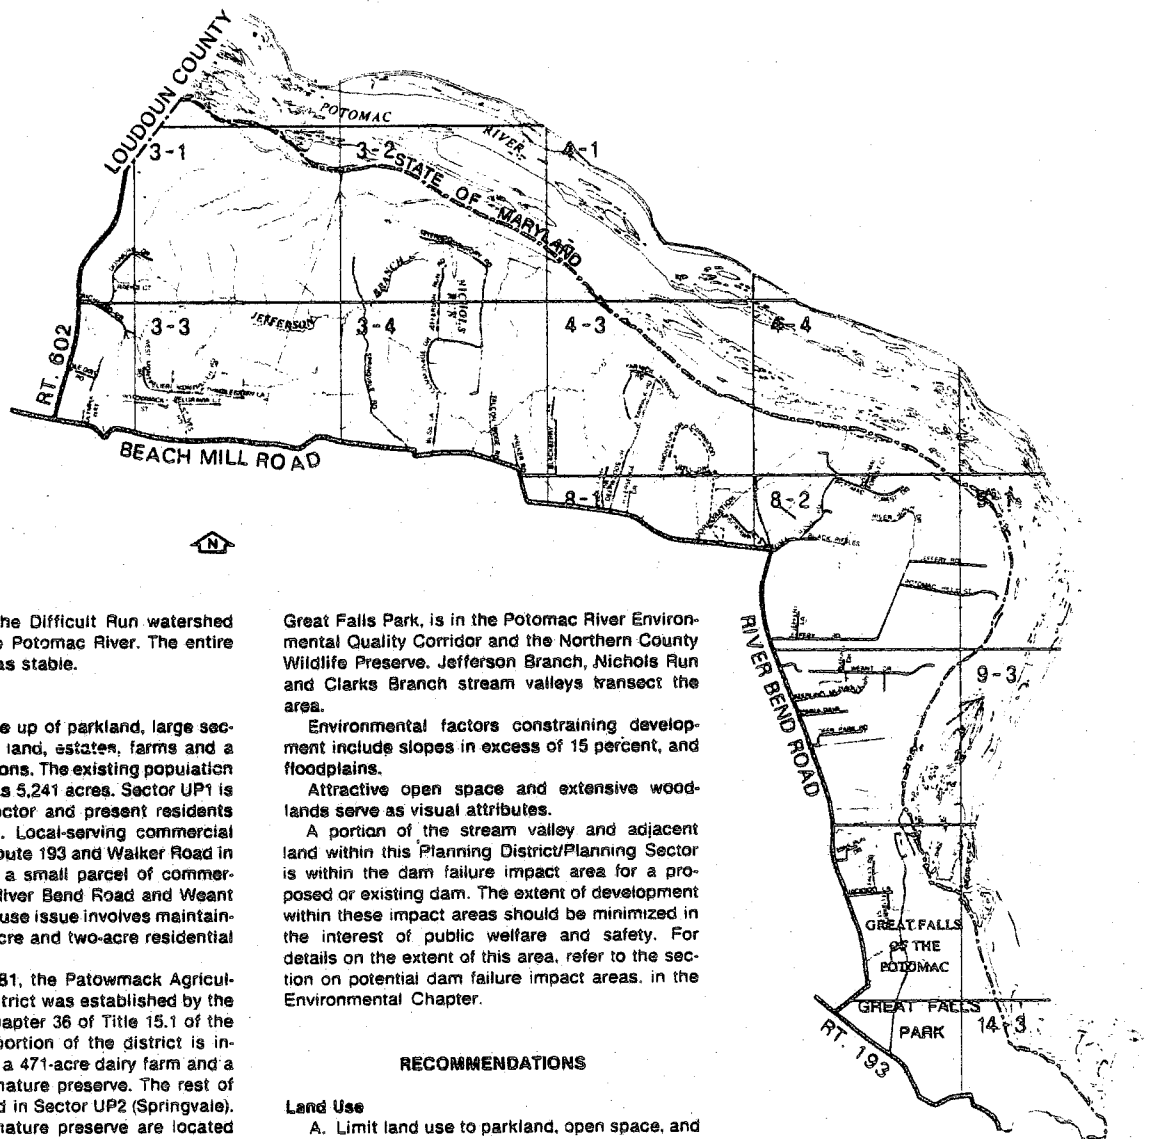 LOUDOUN COUNTY
POTOMAC
RIVER
3-1
3-2
4-1
STATE OF MARYLAND
BRANCH
NICHOLS
RUN
JEFFERSON
3-3
3-4
4-3
4-4
RT. 602
BEACH MILL ROAD
8-1
8-2
RIVER BEND ROAD
9-3
GREAT FALLS
OF THE
POTOMAC
GREAT FALLS
PARK
14-3
RT. 193
N
he Difficult Run watershed
e Potomac River. The entire
as stable.
e up of parkland, large sec-
land, estates, farms and a
ons. The existing population
s 5,241 acres. Sector UP1 is
ctor and present residents
. Local-serving commercial
oute 193 and Walker Road in
a small parcel of commer-
River Bend Road and Weant
use issue involves maintain-
cre and two-acre residential
81, the Patowmack Agricul-
trict was established by the
apter 36 of Title 15.1 of the
portion of the district is in-
a 471-acre dairy farm and a
nature preserve. The rest of
d in Sector UP2 (Springvale).
nature preserve are located
Great Falls Park, is in the Potomac River Environ-
mental Quality Corridor and the Northern County
Wildlife Preserve. Jefferson Branch, Nichols Run
and Clarks Branch stream valleys transect the
area.
Environmental factors constraining develop-
ment include slopes in excess of 15 percent, and
floodplains.
Attractive open space and extensive wood-
lands serve as visual attributes.
A portion of the stream valley and adjacent
land within this Planning District/Planning Sector
is within the dam failure impact area for a pro-
posed or existing dam. The extent of development
within these impact areas should be minimized in
the interest of public welfare and safety. For
details on the extent of this area, refer to the sec-
tion on potential dam failure impact areas. in the
Environmental Chapter.
RECOMMENDATIONS
Land Use
A. Limit land use to parkland, open space, and